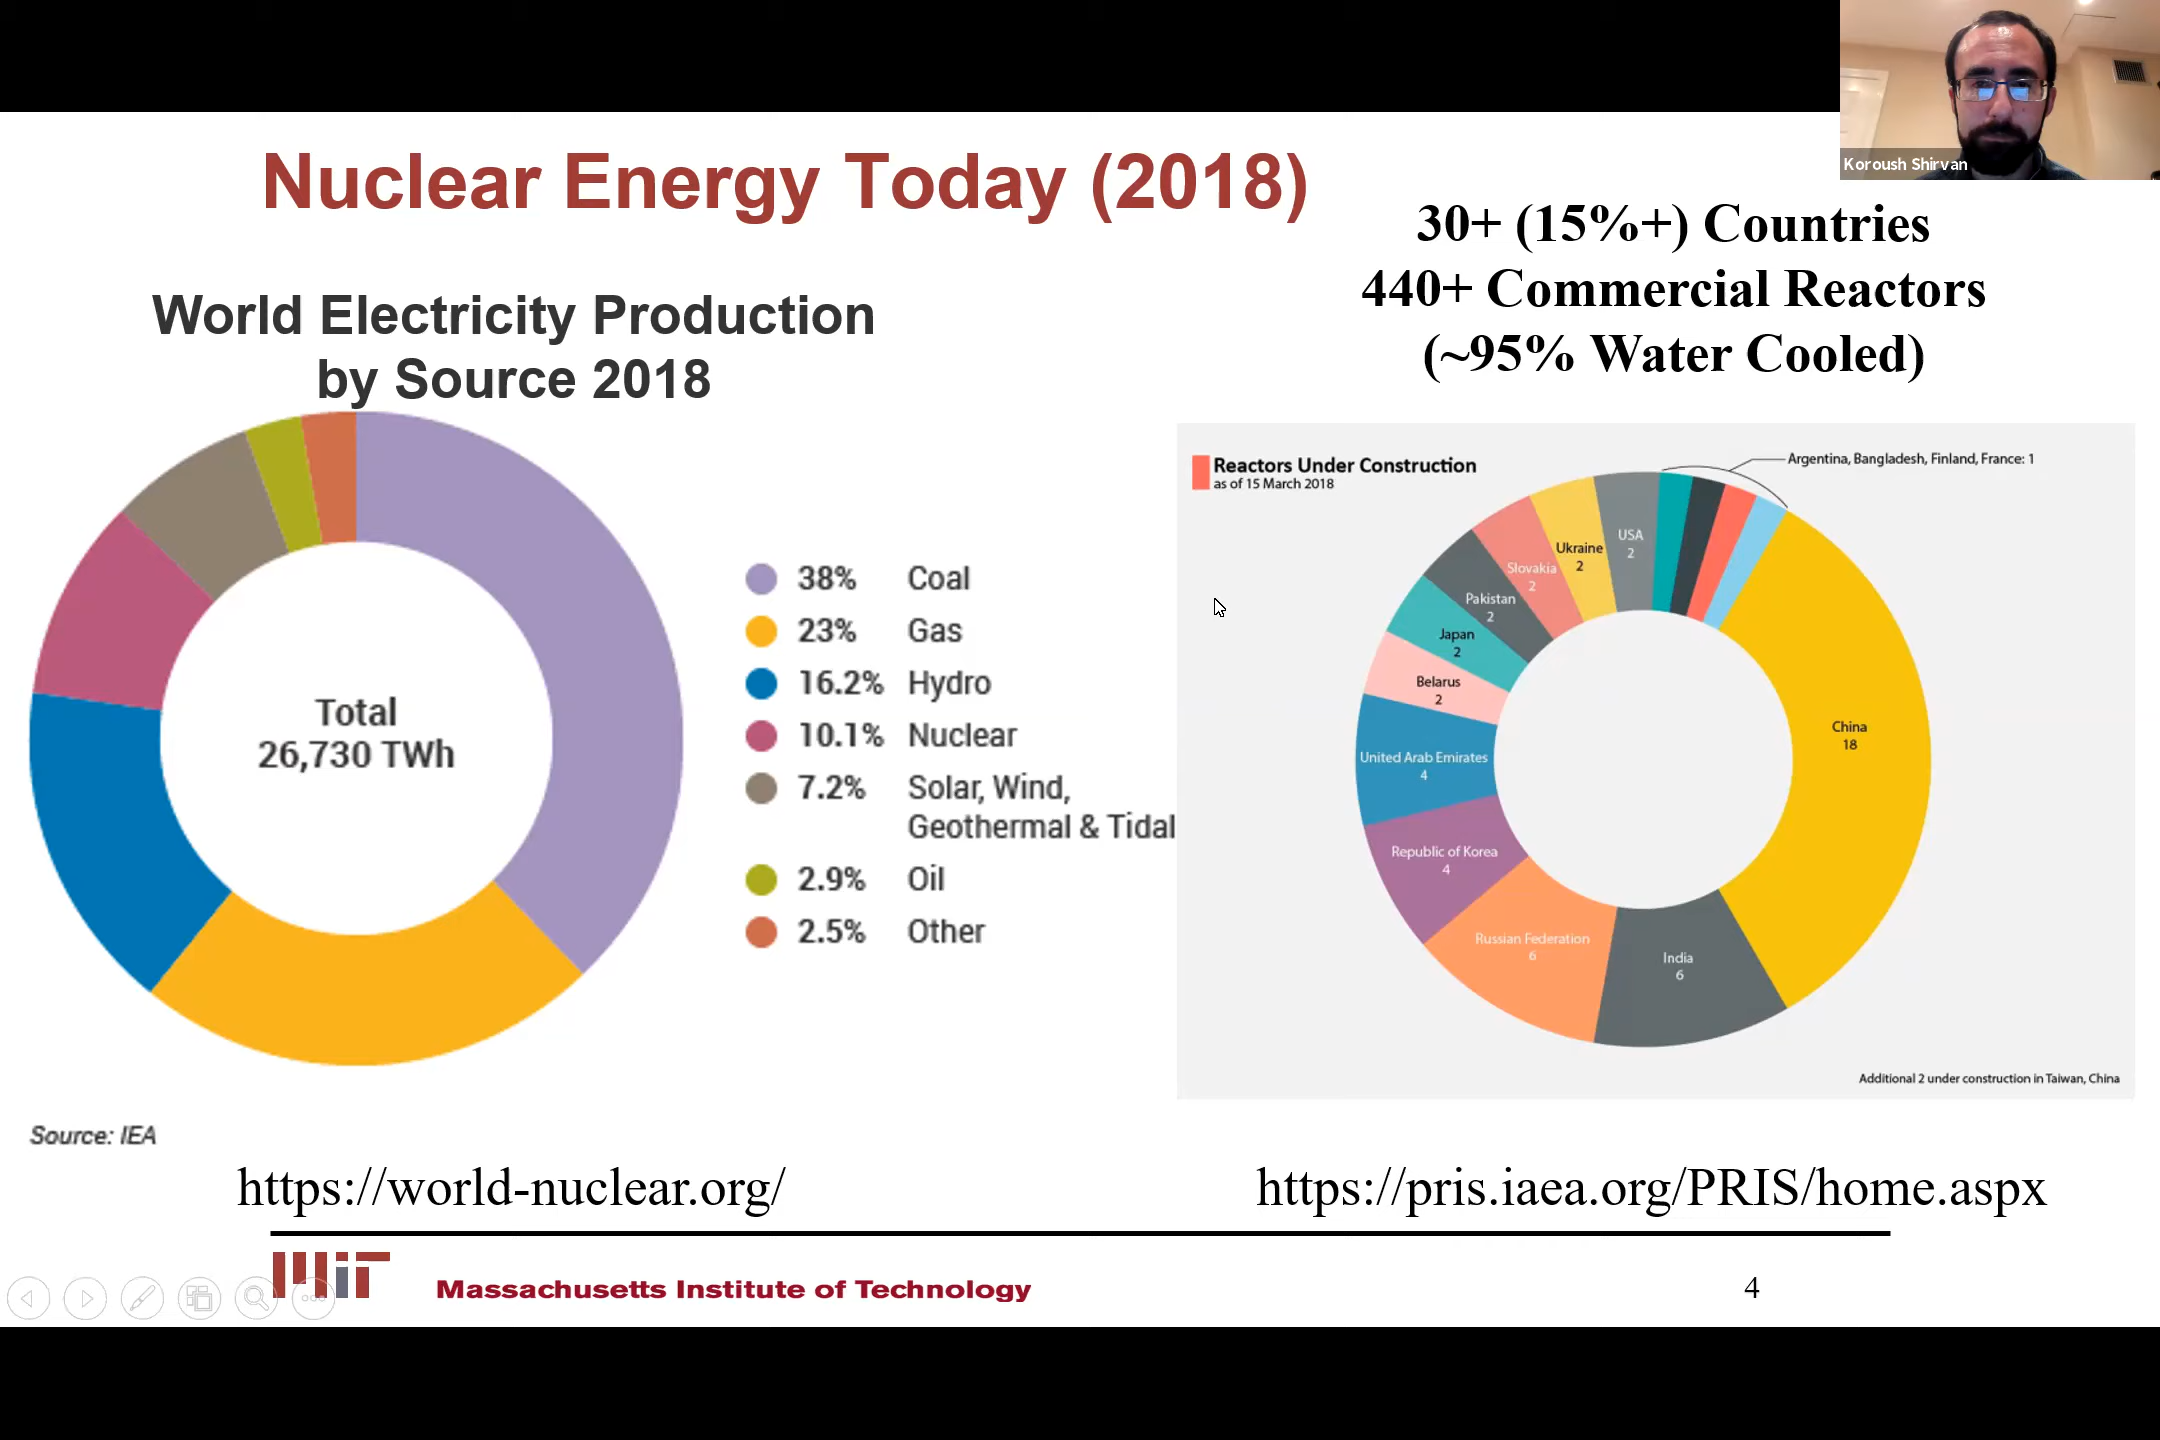 Koroush Shirvan
Nuclear Energy Today (2018)
30+ (15%+) Countries
440+ Commercial Reactors
(~95% Water Cooled)
World Electricity Production
by Source 2018
Total
26,730 TWh
38% Coal
23% Gas
16.2% Hydro
10.1% Nuclear
7.2% Solar, Wind,
Geothermal & Tidal
2.9% Oil
2.5% Other
Source: IEA
https://world-nuclear.org/
Reactors Under Construction
as of 15 March 2018
Argentina, Bangladesh, Finland, France: 1
USA
2
Ukraine
2
Slovakia
2
Pakistan
2
Japan
2
Belarus
2
United Arab Emirates
4
Republic of Korea
4
Russian Federation
6
India
6
China
18
Additional 2 under construction in Taiwan, China
https://pris.iaea.org/PRIS/home.aspx
MIT
Massachusetts Institute of Technology
4